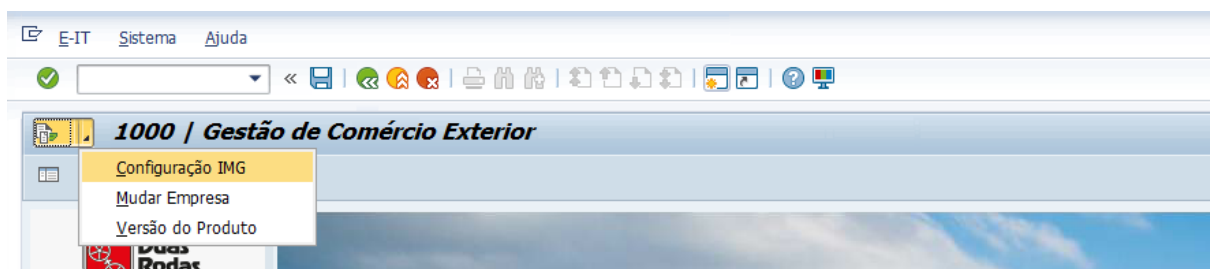 E-IT Sistema Ajuda
1000 | Gestão de Comércio Exterior
Configuração IMG
Mudar Empresa
Versão do Produto
Duas
Rodas